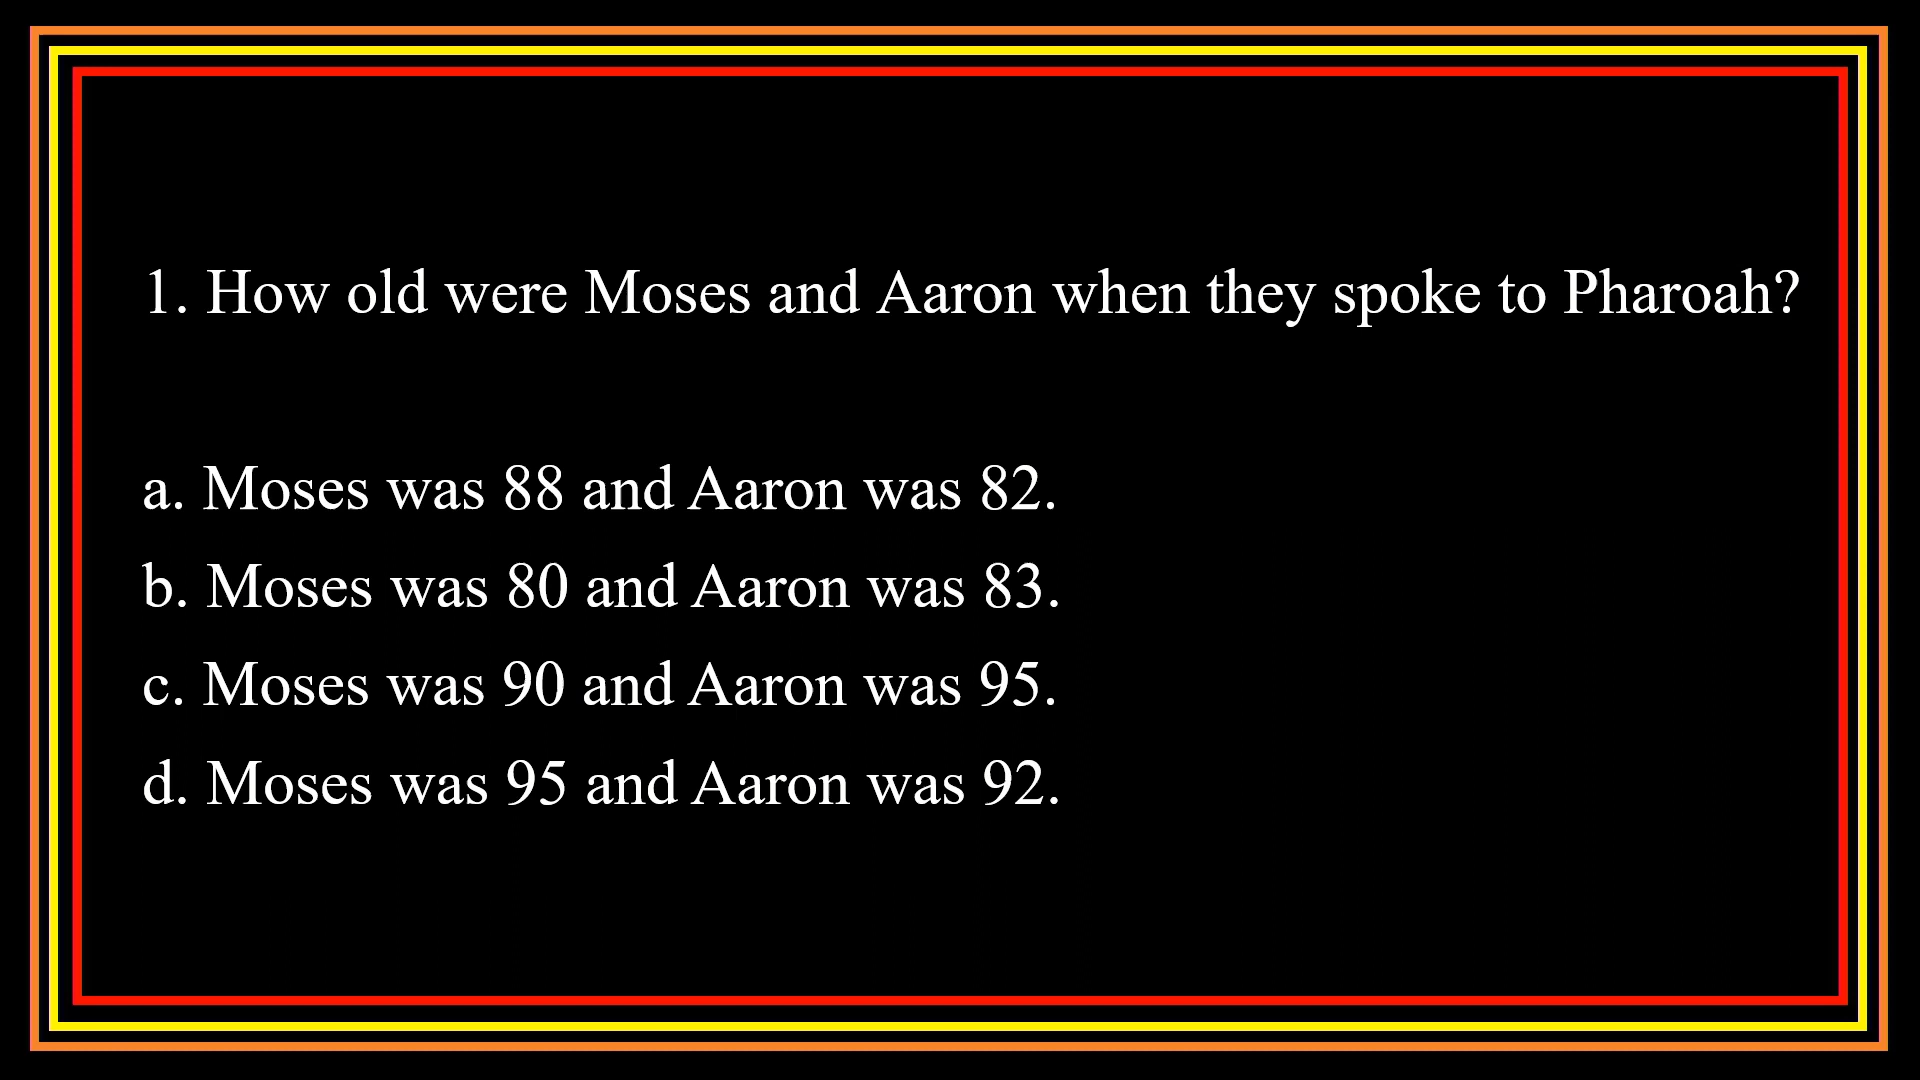 1. How old were Moses and Aaron when they spoke to Pharoah?
a. Moses was 88 and Aaron was 82.
b. Moses was 80 and Aaron was 83.
c. Moses was 90 and Aaron was 95.
d. Moses was 95 and Aaron was 92.